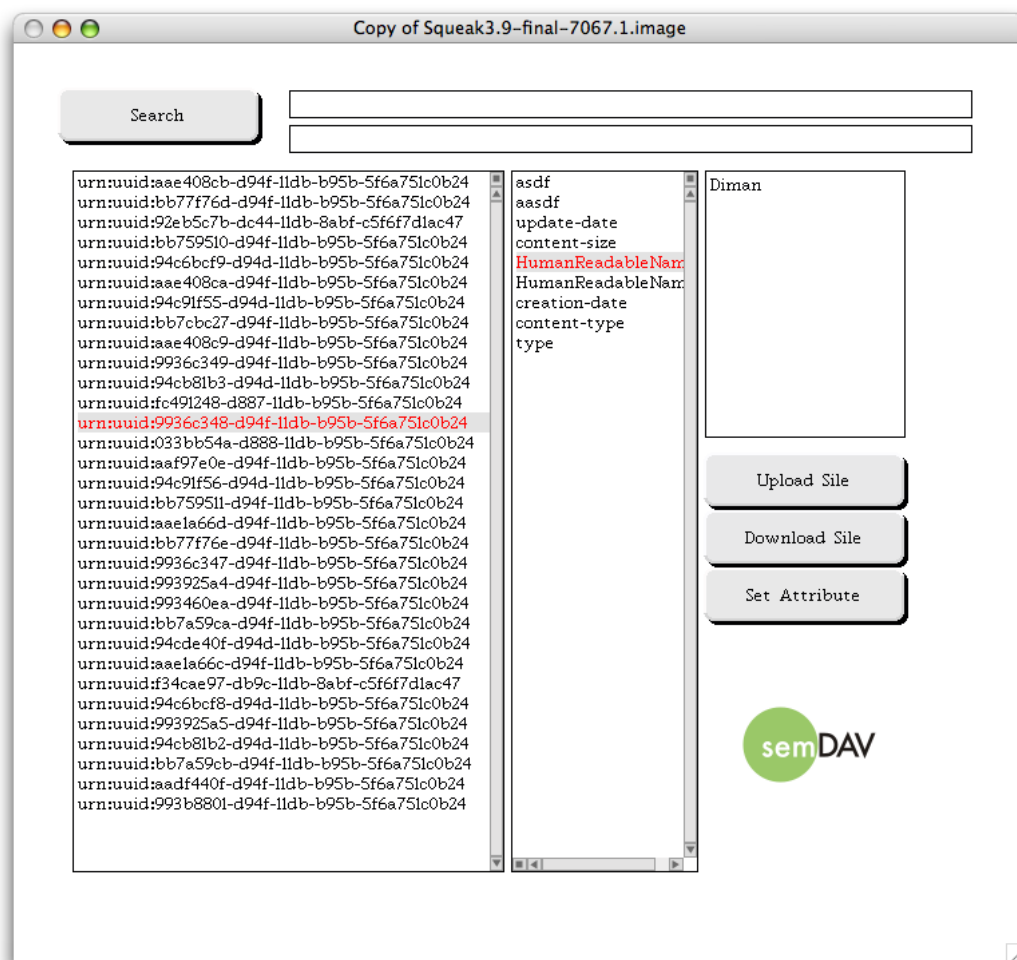 Copy of Squeak3.9-final-7067.1.image
Search
urn:uuid:aae408cb-d94f-11db-b95b-5f6a751c0b24
urn:uuid:bb77f76d-d94f-11db-b95b-5f6a751c0b24
urn:uuid:92eb5c7b-dc44-11db-8abf-c5f6f7d1ac47
urn:uuid:bb759510-d94f-11db-b95b-5f6a751c0b24
urn:uuid:94c6bcf9-d94d-11db-b95b-5f6a751c0b24
urn:uuid:aae408ca-d94f-11db-b95b-5f6a751c0b24
urn:uuid:94c91f55-d94d-11db-b95b-5f6a751c0b24
urn:uuid:bb7cbc27-d94f-11db-b95b-5f6a751c0b24
urn:uuid:aae408c9-d94f-11db-b95b-5f6a751c0b24
urn:uuid:9936c349-d94f-11db-b95b-5f6a751c0b24
urn:uuid:94cb81b3-d94d-11db-b95b-5f6a751c0b24
urn:uuid:fc491248-d887-11db-b95b-5f6a751c0b24
urn:uuid:9936c348-d94f-11db-b95b-5f6a751c0b24
urn:uuid:033bb54a-d888-11db-b95b-5f6a751c0b24
urn:uuid:aaf97e0e-d94f-11db-b95b-5f6a751c0b24
urn:uuid:94c91f56-d94d-11db-b95b-5f6a751c0b24
urn:uuid:bb759511-d94f-11db-b95b-5f6a751c0b24
urn:uuid:aae1a66d-d94f-11db-b95b-5f6a751c0b24
urn:uuid:bb77f76e-d94f-11db-b95b-5f6a751c0b24
urn:uuid:9936c347-d94f-11db-b95b-5f6a751c0b24
urn:uuid:993925a4-d94f-11db-b95b-5f6a751c0b24
urn:uuid:993460ea-d94f-11db-b95b-5f6a751c0b24
urn:uuid:bb7a59ca-d94f-11db-b95b-5f6a751c0b24
urn:uuid:94cde40f-d94d-11db-b95b-5f6a751c0b24
urn:uuid:aae1a66c-d94f-11db-b95b-5f6a751c0b24
urn:uuid:f34cae97-db9c-11db-8abf-c5f6f7d1ac47
urn:uuid:94c6bcf8-d94d-11db-b95b-5f6a751c0b24
urn:uuid:993925a5-d94f-11db-b95b-5f6a751c0b24
urn:uuid:94cb81b2-d94d-11db-b95b-5f6a751c0b24
urn:uuid:bb7a59cb-d94f-11db-b95b-5f6a751c0b24
urn:uuid:aadf440f-d94f-11db-b95b-5f6a751c0b24
urn:uuid:993b8801-d94f-11db-b95b-5f6a751c0b24
asdf
aasdf
update-date
content-size
HumanReadableNam
HumanReadableNam
creation-date
content-type
type
Diman
Upload Sile
Download Sile
Set Attribute
semDAV